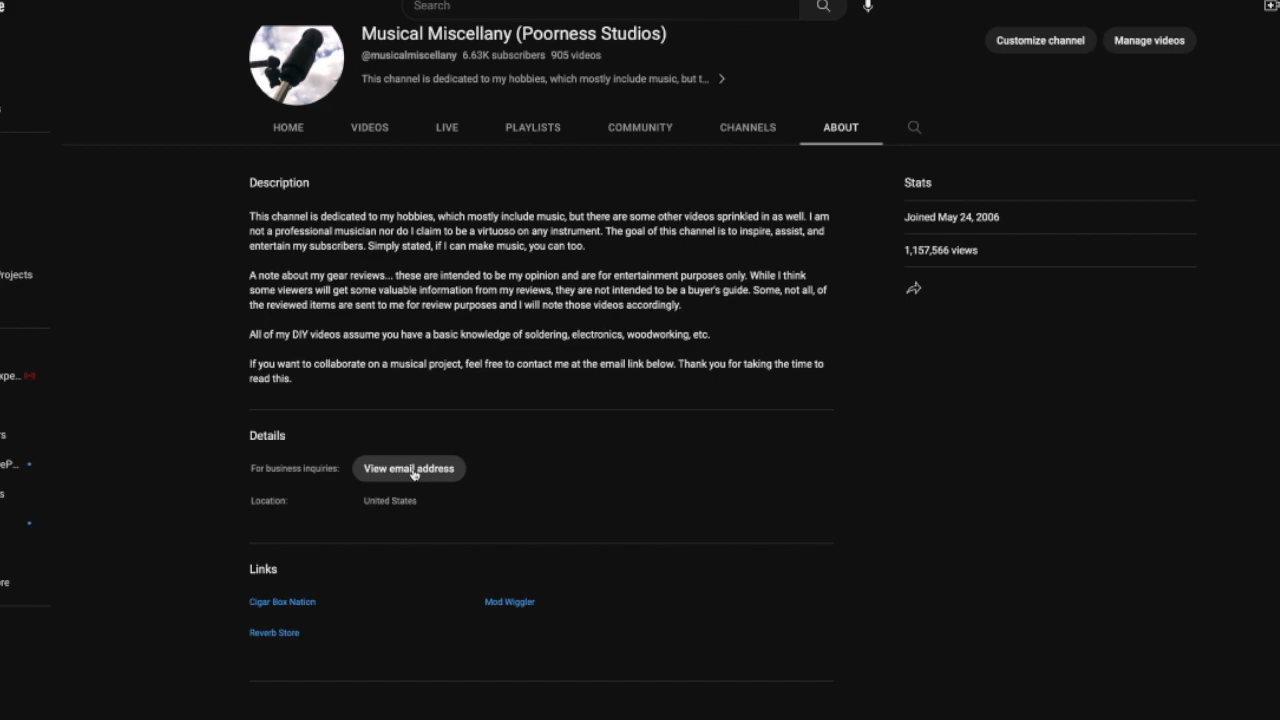 e
Search
Musical Miscellany (Poorness Studios)
@musicalmiscellany 6.63K subscribers 905 videos
Customize channel
Manage videos
This channel is dedicated to my hobbies, which mostly include music, but t...
HOME VIDEOS LIVE PLAYLISTS COMMUNITY CHANNELS ABOUT
Description
This channel is dedicated to my hobbies, which mostly include music, but there are some other videos sprinkled in as well. I am
not a professional musician nor do I claim to be a virtuoso on any instrument. The goal of this channel is to inspire, assist, and
entertain my subscribers. Simply stated, if I can make music, you can too.
A note about my gear reviews... these are intended to be my opinion and are for entertainment purposes only. While I think
some viewers will get some valuable information from my reviews, they are not intended to be a buyer's guide. Some, not all, of
the reviewed items are sent to me for review purposes and I will note those videos accordingly.
All of my DIY videos assume you have a basic knowledge of soldering, electronics, woodworking, etc.
If you want to collaborate on a musical project, feel free to contact me at the email link below. Thank you for taking the time to
read this.
Details
For business inquiries: View email address
Location: United States
Links
Cigar Box Nation
Mod Wiggler
Reverb Store
Stats
Joined May 24, 2006
1,157,566 views
rojects
xpe...
rs
eP...
s
re